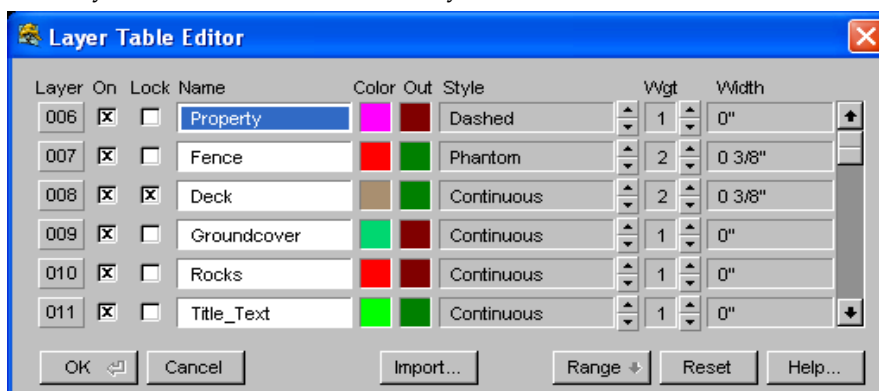 Layer Table Editor
Layer On Lock Name Color Out Style Wgt Width
006 Property Dashed 1 0"
007 Fence Phantom 2 0 3/8"
008 Deck Continuous 2 0 3/8"
009 Groundcover Continuous 1 0"
010 Rocks Continuous 1 0"
011 Title_Text Continuous 1 0"
OK Cancel Import... Range Reset Help...